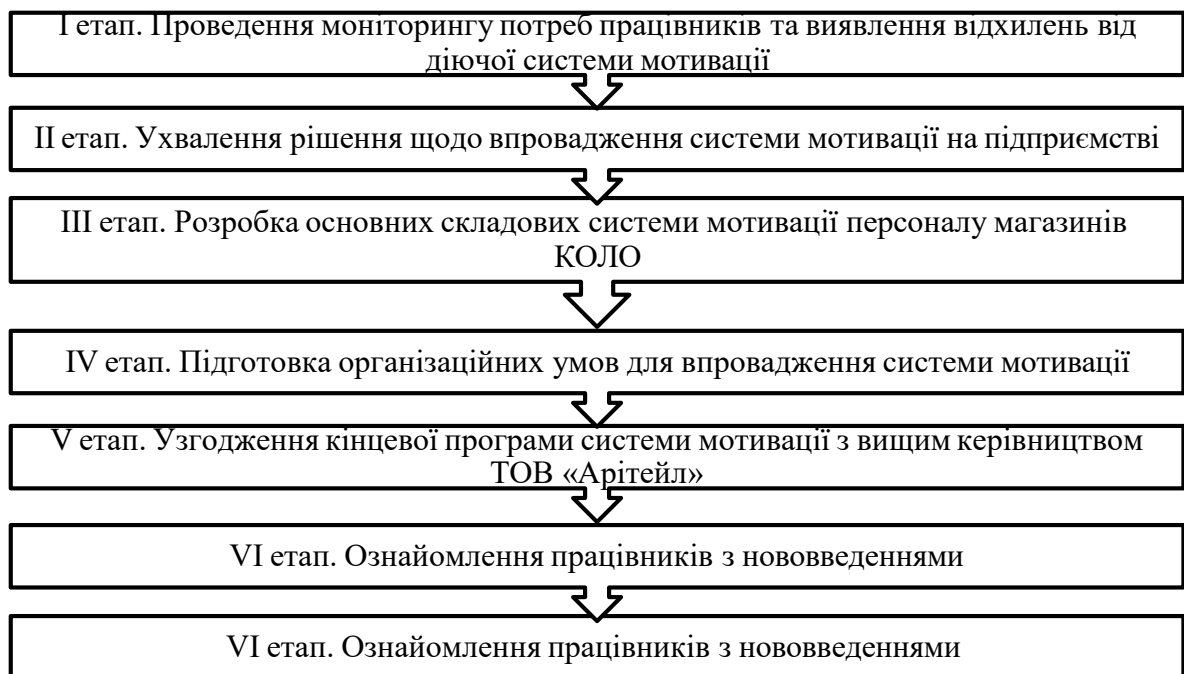 І етап. Проведення моніторингу потреб працівників та виявлення відхилень від
діючої системи мотивації
ІІ етап. Ухвалення рішення щодо впровадження системи мотивації на підприємстві
ІІІ етап. Розробка основних складових системи мотивації персоналу магазинів
КОЛО
IV етап. Підготовка організаційних умов для впровадження системи мотивації
V етап. Узгодження кінцевої програми системи мотивації з вищим керівництвом
ТОВ «Арітейл»
VI етап. Ознайомлення працівників з нововведеннями
VI етап. Ознайомлення працівників з нововведеннями